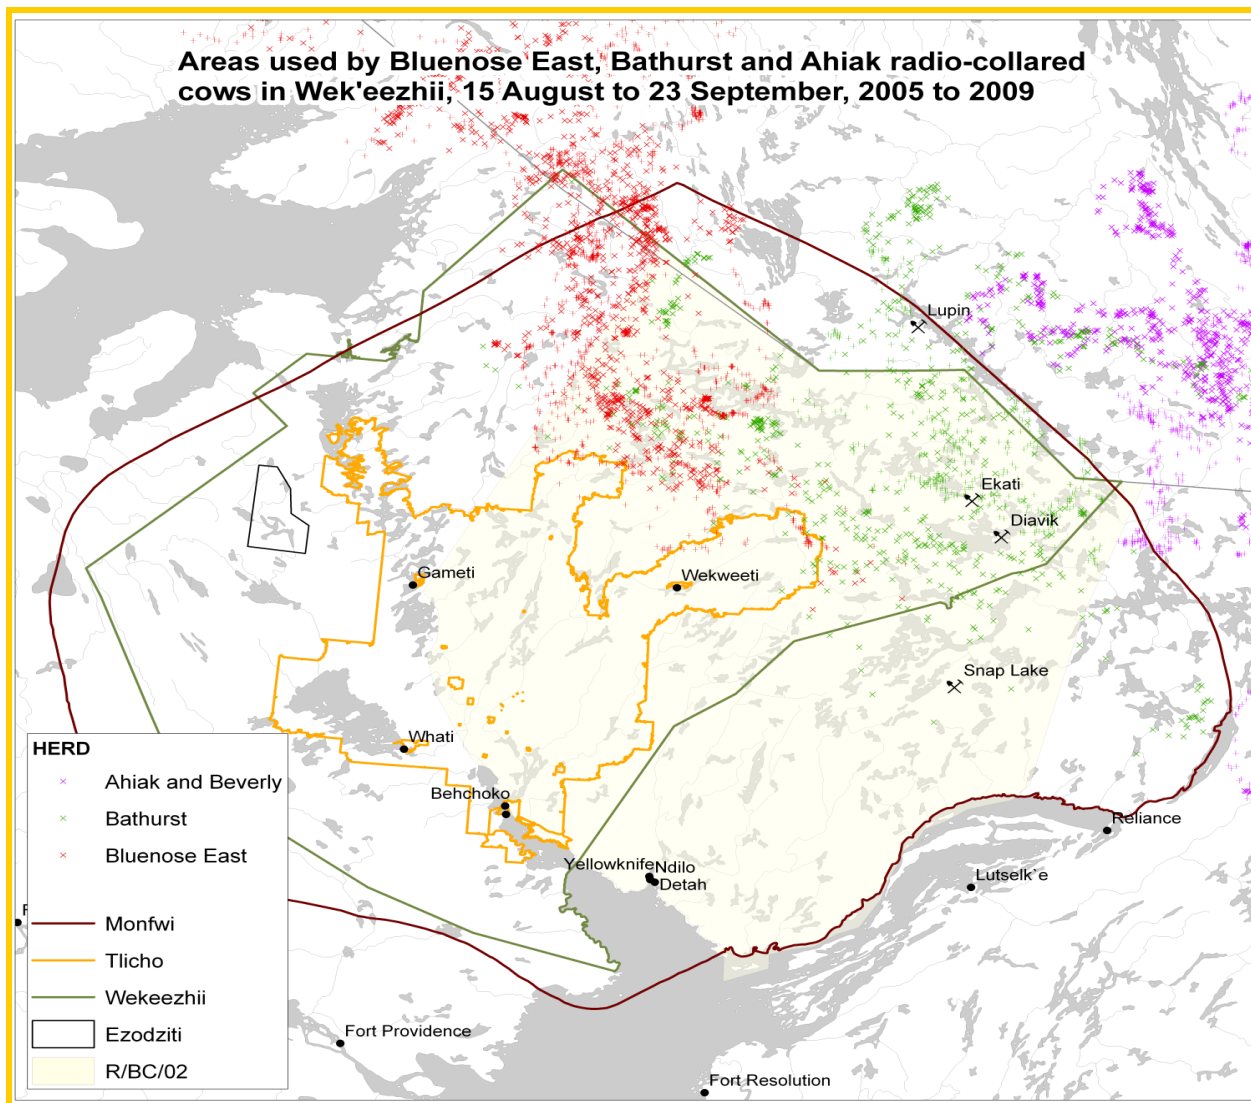 Areas used by Bluenose East, Bathurst and Ahiak radio-collared
cows in Wek'eezhii, 15 August to 23 September, 2005 to 2009
Lupin
Ekati
Diavik
Gameti
Wekweeti
Snap Lake
Whati
Behchoko
Reliance
Yellowknife
Ndilo
Detah
Lutselk`e
Fort Providence
Fort Resolution
HERD
Ahiak and Beverly
Bathurst
Bluenose East
Monfwi
Tlicho
Wekeezhii
Ezodziti
R/BC/02